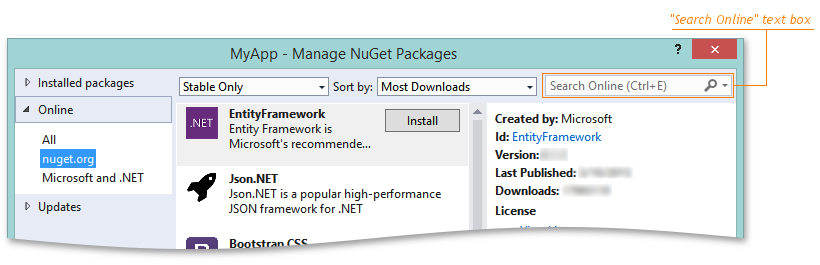 "Search Online" text box
MyApp - Manage NuGet Packages
?
Installed packages
Online
All
nuget.org
Microsoft and .NET
Updates
Stable Only
Sort by: Most Downloads
Search Online (Ctrl+E)
.NET
EntityFramework
Entity Framework is
Microsoft's recommende...
Install
Json.NET
Json.NET is a popular high-performance
JSON framework for .NET
Bootstrap CSS
Created by: Microsoft
Id: EntityFramework
Version:
Last Published:
Downloads:
License